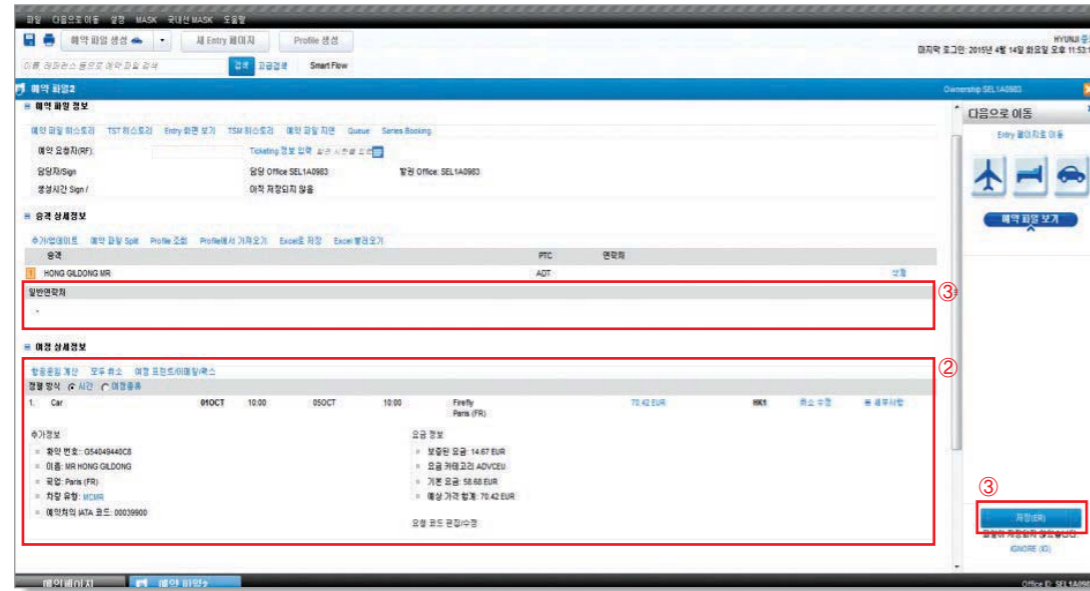 파일 다음으로이동 설정 MASK 국내선MASK 도움말
예약 파일 생성 새 Entry 페이지 Profile 생성
HYUNJI
마지막 로그인: 2015년 4월 14일 화요일 오후 11:53:1
검색 고급검색 Smart Flow
예약 파일2
Ownership SEL1A0983
예약 파일 정보
다음으로 이동
예약 파일 히스토리 TST 히스토리 Entry 화면 보기 TSM 히스토리 예약 파일 지연 Queue Series Booking
Entry 페이지로 이동
예약 요청자(RF): Ticketing 정보 입력
담당자/Sign 담당 Office SEL1A0983 발권 Office: SEL1A0983
생성시간 Sign / 아직 저장되지 않음
예약 파일 보기
승객 상세정보
추가/업데이트 예약 파일 Split Profile 조합 Profile에서 가져오기 Excel로 저장 Excel 불러오기
승객 PTC 연락처
HONG GILDONG MR ADT 삭제
일반연락처
③
-
여정 상세정보
②
항공운임 계산 모두 취소 여정 프린트/이메일/팩스
정렬 방식 시간 여정종류
1. Car 01OCT 10:00 05OCT 10:00 Firefly 70.42 EUR HK1 취소 수정 세부사항
Paris (FR)
추가정보 요금 정보
확약 번호: G54049440C8 보증된 요금: 14.67 EUR
이름: MR HONG GILDONG 요금 카테고리 ADVCEU
픽업: Paris (FR) 기본 요금: 58.68 EUR
차량 유형: MCMR 예상 가격 합계: 70.42 EUR
예약처의 IATA 코드: 00039900
③
저장(ER)
요청 코드 편집/수정
파일이 저장되지 않았습니다.
IGNORE (IG)
예약페이지 예약 파일2
Office ID: SEL1A098